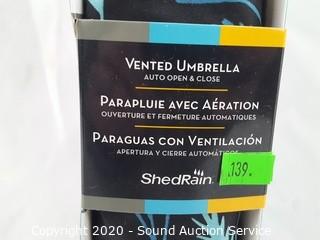 VENTED UMBRELLA
AUTO OPEN & CLOSE
PARAPLUIE AVEC AÉRATION
OUVERTURE ET FERMETURE AUTOMATIQUES
PARAGUAS CON VENTILACIÓN
APERTURA Y CIERRE AUTOMÁTICOS
139.
ShedRain
Copyright 2020 - Sound Auction Service